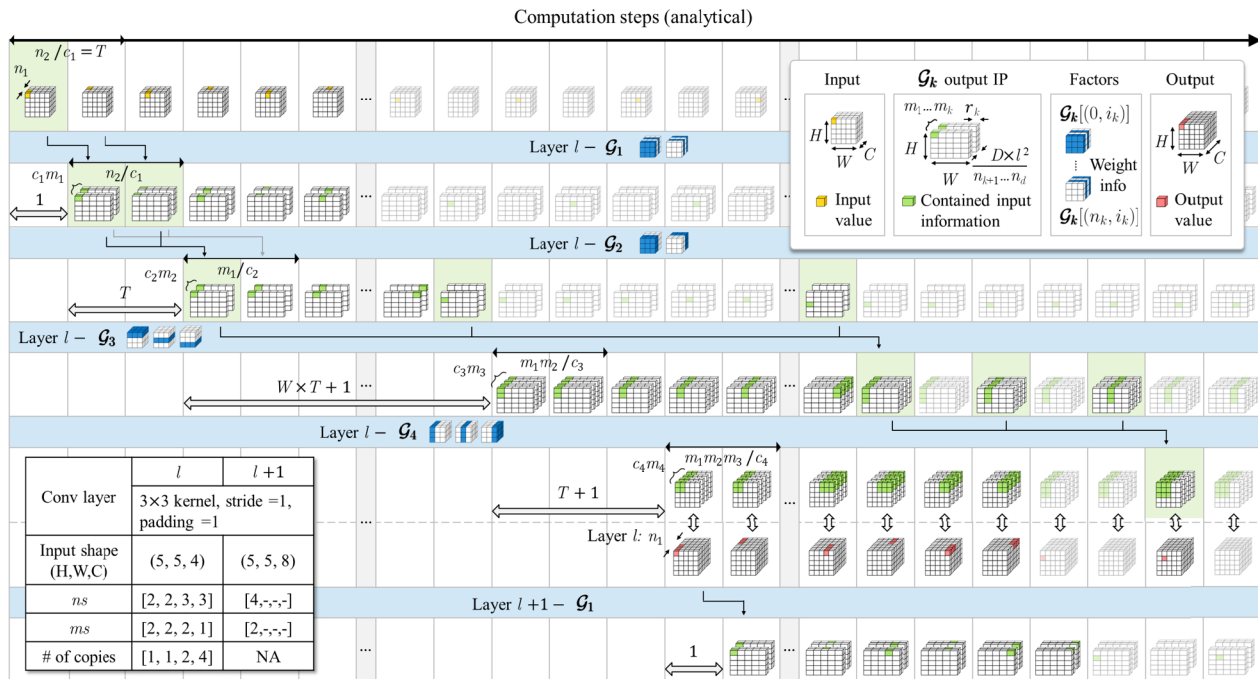 Computation steps (analytical)
n₂/c₁ = T
n₁
...
...
Layer l − 𝓖₁
c₁m₁
n₂/c₁
1
...
...
Layer l − 𝓖₂
c₂m₂
m₁/c₂
T
...
...
Layer l − 𝓖₃
W × T + 1
...
c₃m₃
m₁m₂/c₃
...
Layer l − 𝓖₄
c₄m₄
m₁m₂m₃/c₄
T + 1
...
...
Layer l: n₁
...
Layer l+1 − 𝓖₁
1
...
...
Input
H
W
C
Input
value
𝓖ₖ output IP
m₁...mₖ
rₖ
H
W
D × l²
nₖ₊₁...n_d
Contained input
information
Factors
𝓖ₖ[(0, iₖ)]
⋮ Weight
info
𝓖ₖ[(nₖ, iₖ)]
Output
H
W
C
Output
value
Conv layer
l
l+1
3×3 kernel, stride =1,
padding =1
Input shape
(H,W,C)
(5, 5, 4)
(5, 5, 8)
ns
[2, 2, 3, 3]
[4,-,-,-]
ms
[2, 2, 2, 1]
[2,-,-,-]
# of copies
[1, 1, 2, 4]
NA